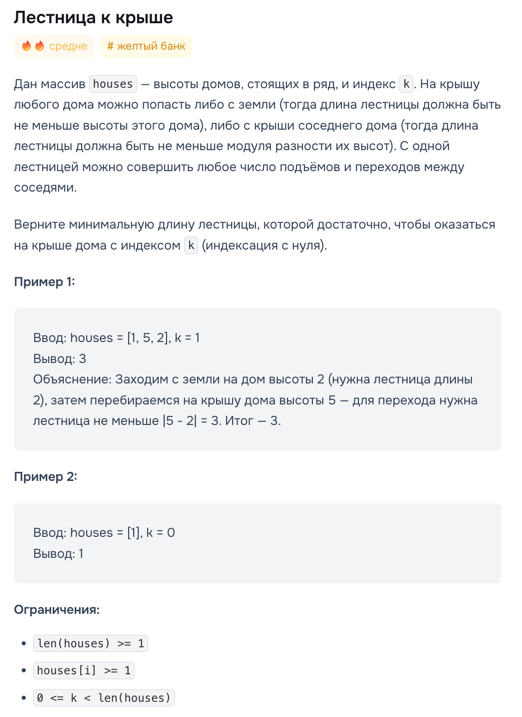 Лестница к крыше
🔥🔥 средне # желтый банк
Дан массив houses — высоты домов, стоящих в ряд, и индекс k. На крышу
любого дома можно попасть либо с земли (тогда длина лестницы должна быть
не меньше высоты этого дома), либо с крыши соседнего дома (тогда длина
лестницы должна быть не меньше модуля разности их высот). С одной
лестницей можно совершить любое число подъёмов и переходов между
соседями.
Верните минимальную длину лестницы, которой достаточно, чтобы оказаться
на крыше дома с индексом k (индексация с нуля).
Пример 1:
Ввод: houses = [1, 5, 2], k = 1
Вывод: 3
Объяснение: Заходим с земли на дом высоты 2 (нужна лестница длины
2), затем перебираемся на крышу дома высоты 5 — для перехода нужна
лестница не меньше |5 - 2| = 3. Итог — 3.
Пример 2:
Ввод: houses = [1], k = 0
Вывод: 1
Ограничения:
• len(houses) >= 1
• houses[i] >= 1
• 0 <= k < len(houses)